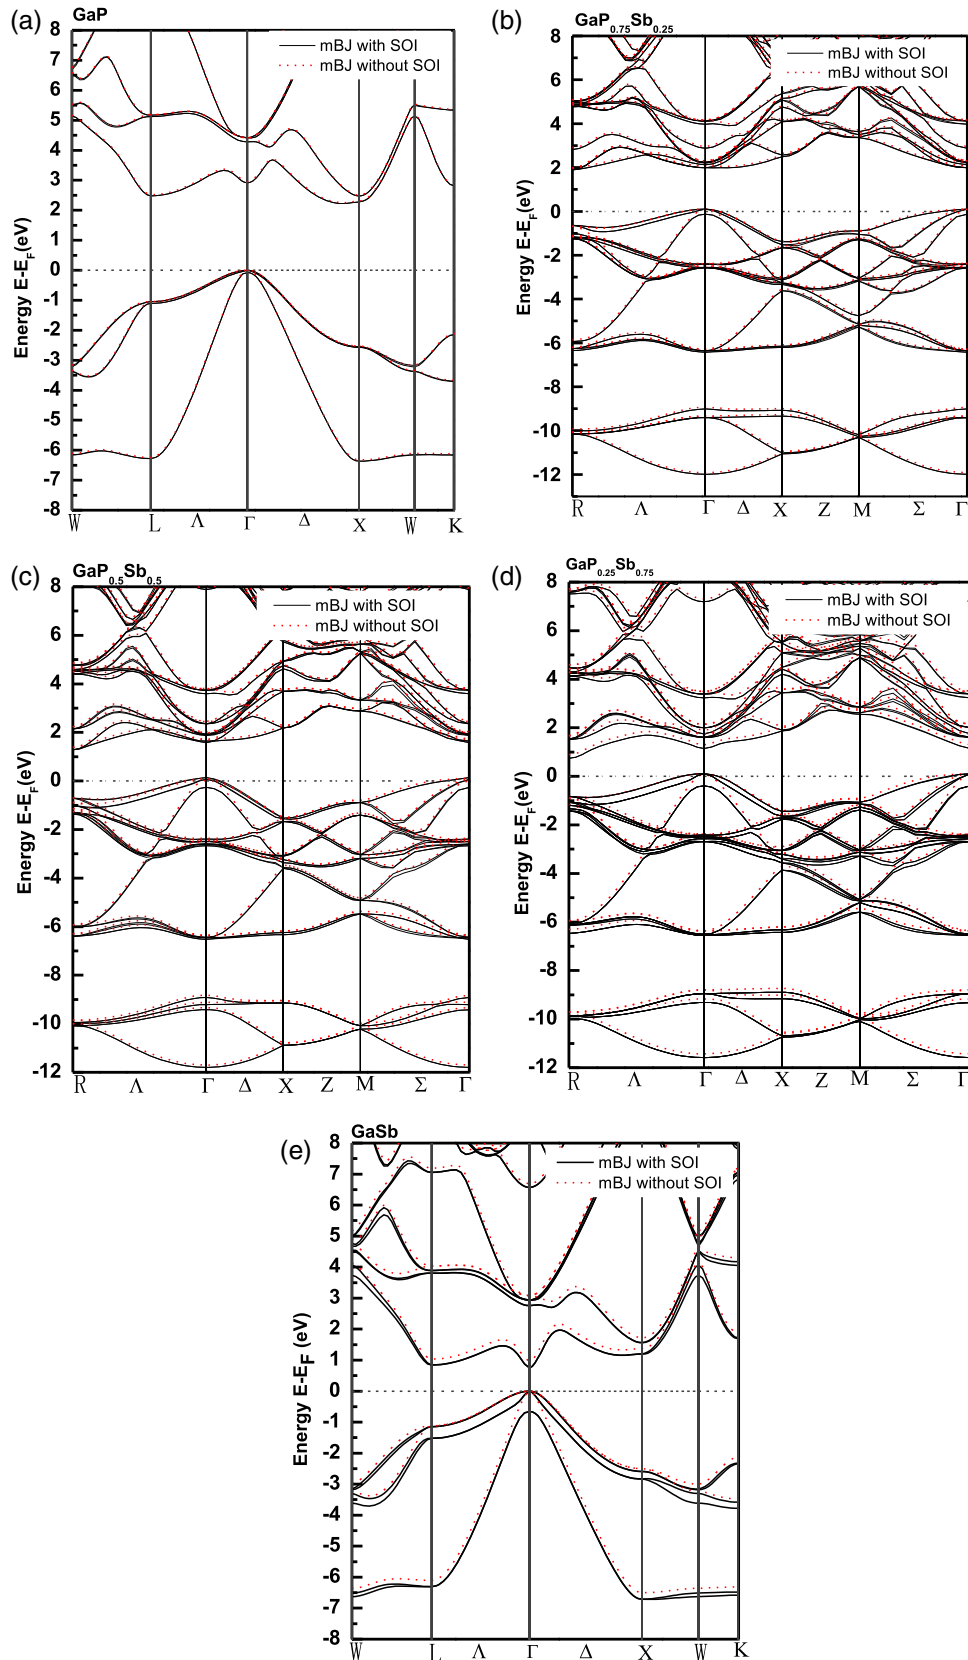 (a)
GaP
mBJ with SOI
mBJ without SOI
Energy E-E_F(eV)
8
7
6
5
4
3
2
1
0
-1
-2
-3
-4
-5
-6
-7
-8
W L Λ Γ Δ X W K
(b)
GaP0.75Sb0.25
mBJ with SOI
mBJ without SOI
Energy E-E_F(eV)
8
6
4
2
0
-2
-4
-6
-8
-10
-12
R Λ Γ Δ X Z M Σ Γ
(c)
GaP0.5Sb0.5
mBJ with SOI
mBJ without SOI
Energy E-E_F(eV)
8
6
4
2
0
-2
-4
-6
-8
-10
-12
R Λ Γ Δ X Z M Σ Γ
(d)
GaP0.25Sb0.75
mBJ with SOI
mBJ without SOI
Energy E-E_F(eV)
8
6
4
2
0
-2
-4
-6
-8
-10
-12
R Λ Γ Δ X Z M Σ Γ
(e)
GaSb
mBJ with SOI
mBJ without SOI
Energy E-E_F (eV)
8
7
6
5
4
3
2
1
0
-1
-2
-3
-4
-5
-6
-7
-8
W L Λ Γ Δ X W K